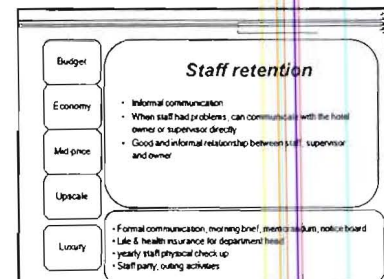 Budget
Economy
Mid-price
Upscale
Luxury
Staff retention
• Informal communication
• When staff had problems, can communicate with the hotel
owner or supervisor directly
• Good and informal relationship between staff, supervisor
and owner
• Formal communication, morning brief, memorandum, notice board
• Life & health insurance for department head
• yearly staff physical check up
• Staff party, outing activities